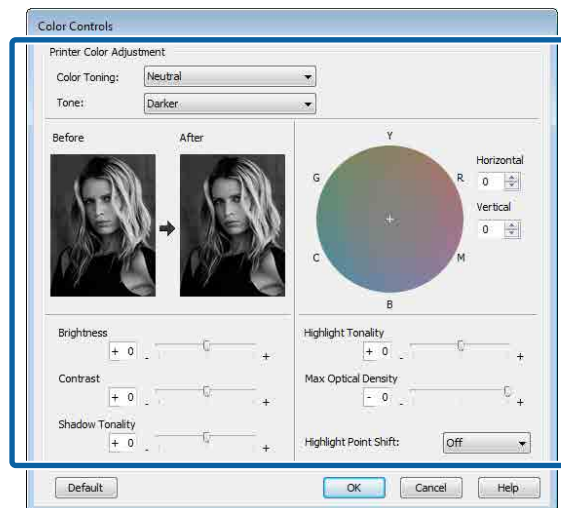 Color Controls
Printer Color Adjustment
Color Toning: Neutral
Tone: Darker
Before After
Y
G R
C M
B
Horizontal
0
Vertical
0
Brightness
+ 0 - +
Contrast
+ 0 - +
Shadow Tonality
+ 0 - +
Highlight Tonality
+ 0 - +
Max Optical Density
- 0 - +
Highlight Point Shift: Off
Default OK Cancel Help